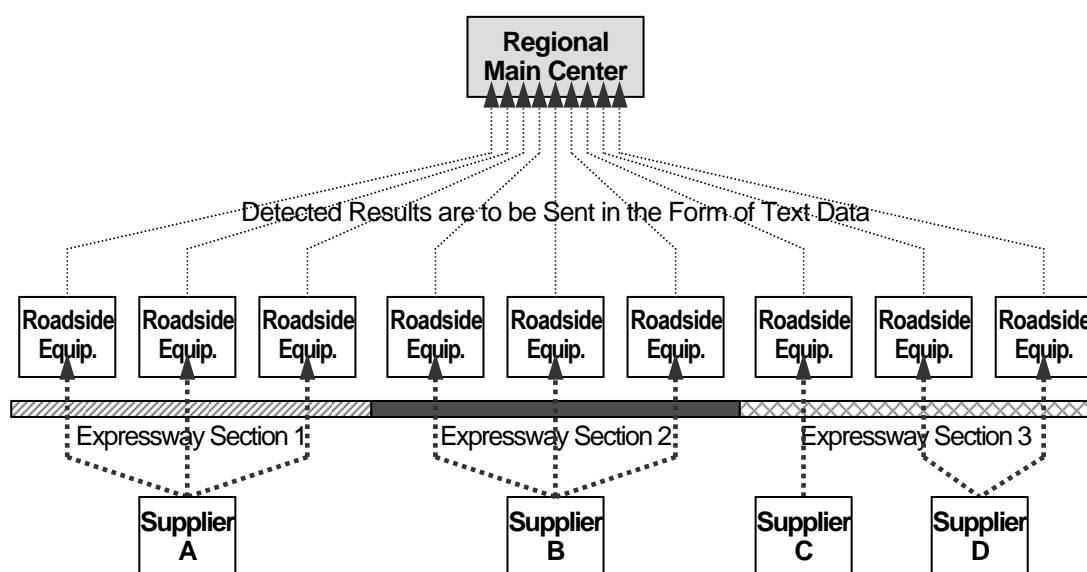 Regional
Main Center
Detected Results are to be Sent in the Form of Text Data
Roadside
Equip.
Roadside
Equip.
Roadside
Equip.
Roadside
Equip.
Roadside
Equip.
Roadside
Equip.
Roadside
Equip.
Roadside
Equip.
Roadside
Equip.
Expressway Section 1
Expressway Section 2
Expressway Section 3
Supplier
A
Supplier
B
Supplier
C
Supplier
D